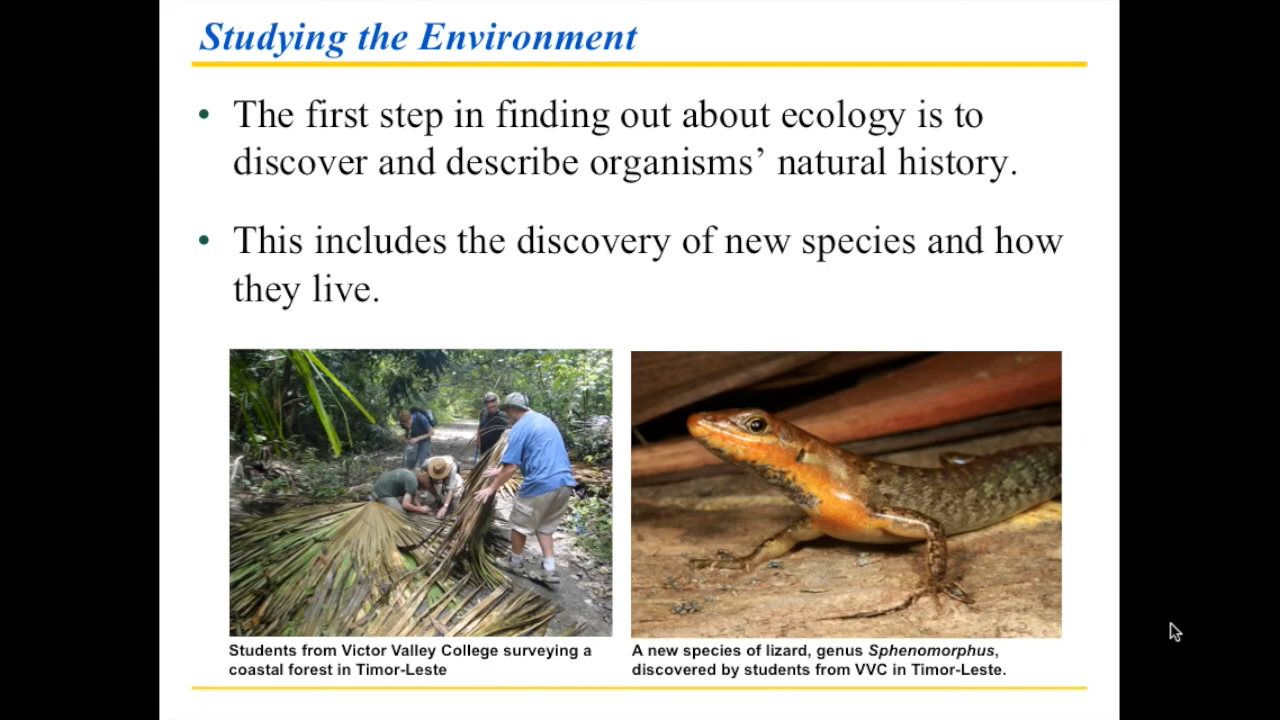 Studying the Environment
• The first step in finding out about ecology is to
discover and describe organisms’ natural history.
• This includes the discovery of new species and how
they live.
Students from Victor Valley College surveying a
coastal forest in Timor-Leste
A new species of lizard, genus Sphenomorphus,
discovered by students from VVC in Timor-Leste.